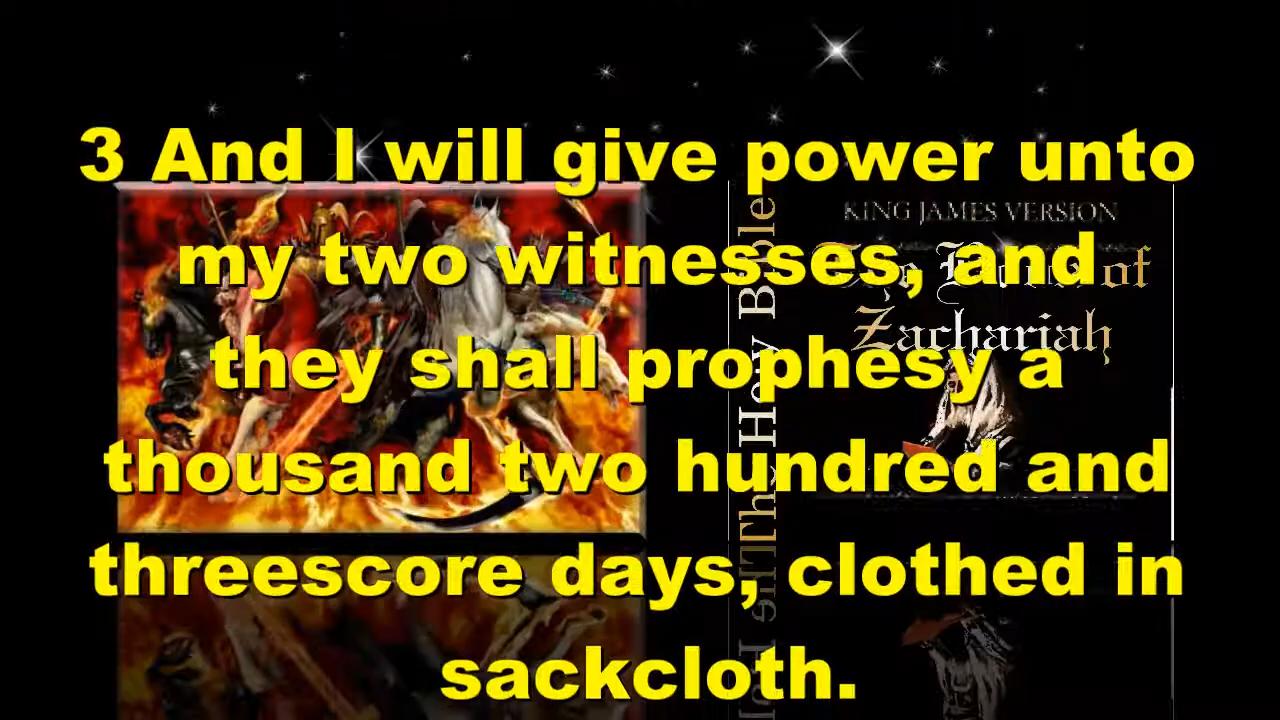 3 And I will give power unto
my two witnesses, and
they shall prophesy a
thousand two hundred and
threescore days, clothed in
sackcloth.
KING JAMES VERSION
of
Zachariah
The Holy Bible